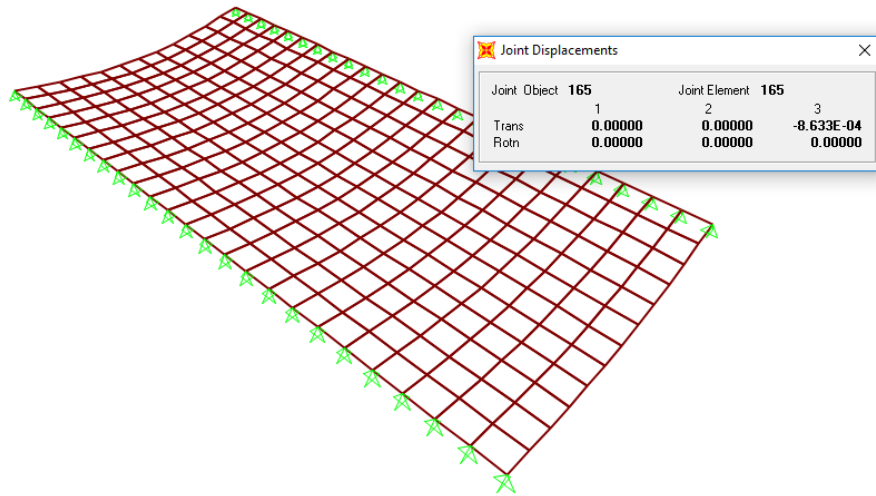 Joint Displacements
Joint Object 165 Joint Element 165
1 2 3
Trans 0.00000 0.00000 -8.633E-04
Rotn 0.00000 0.00000 0.00000